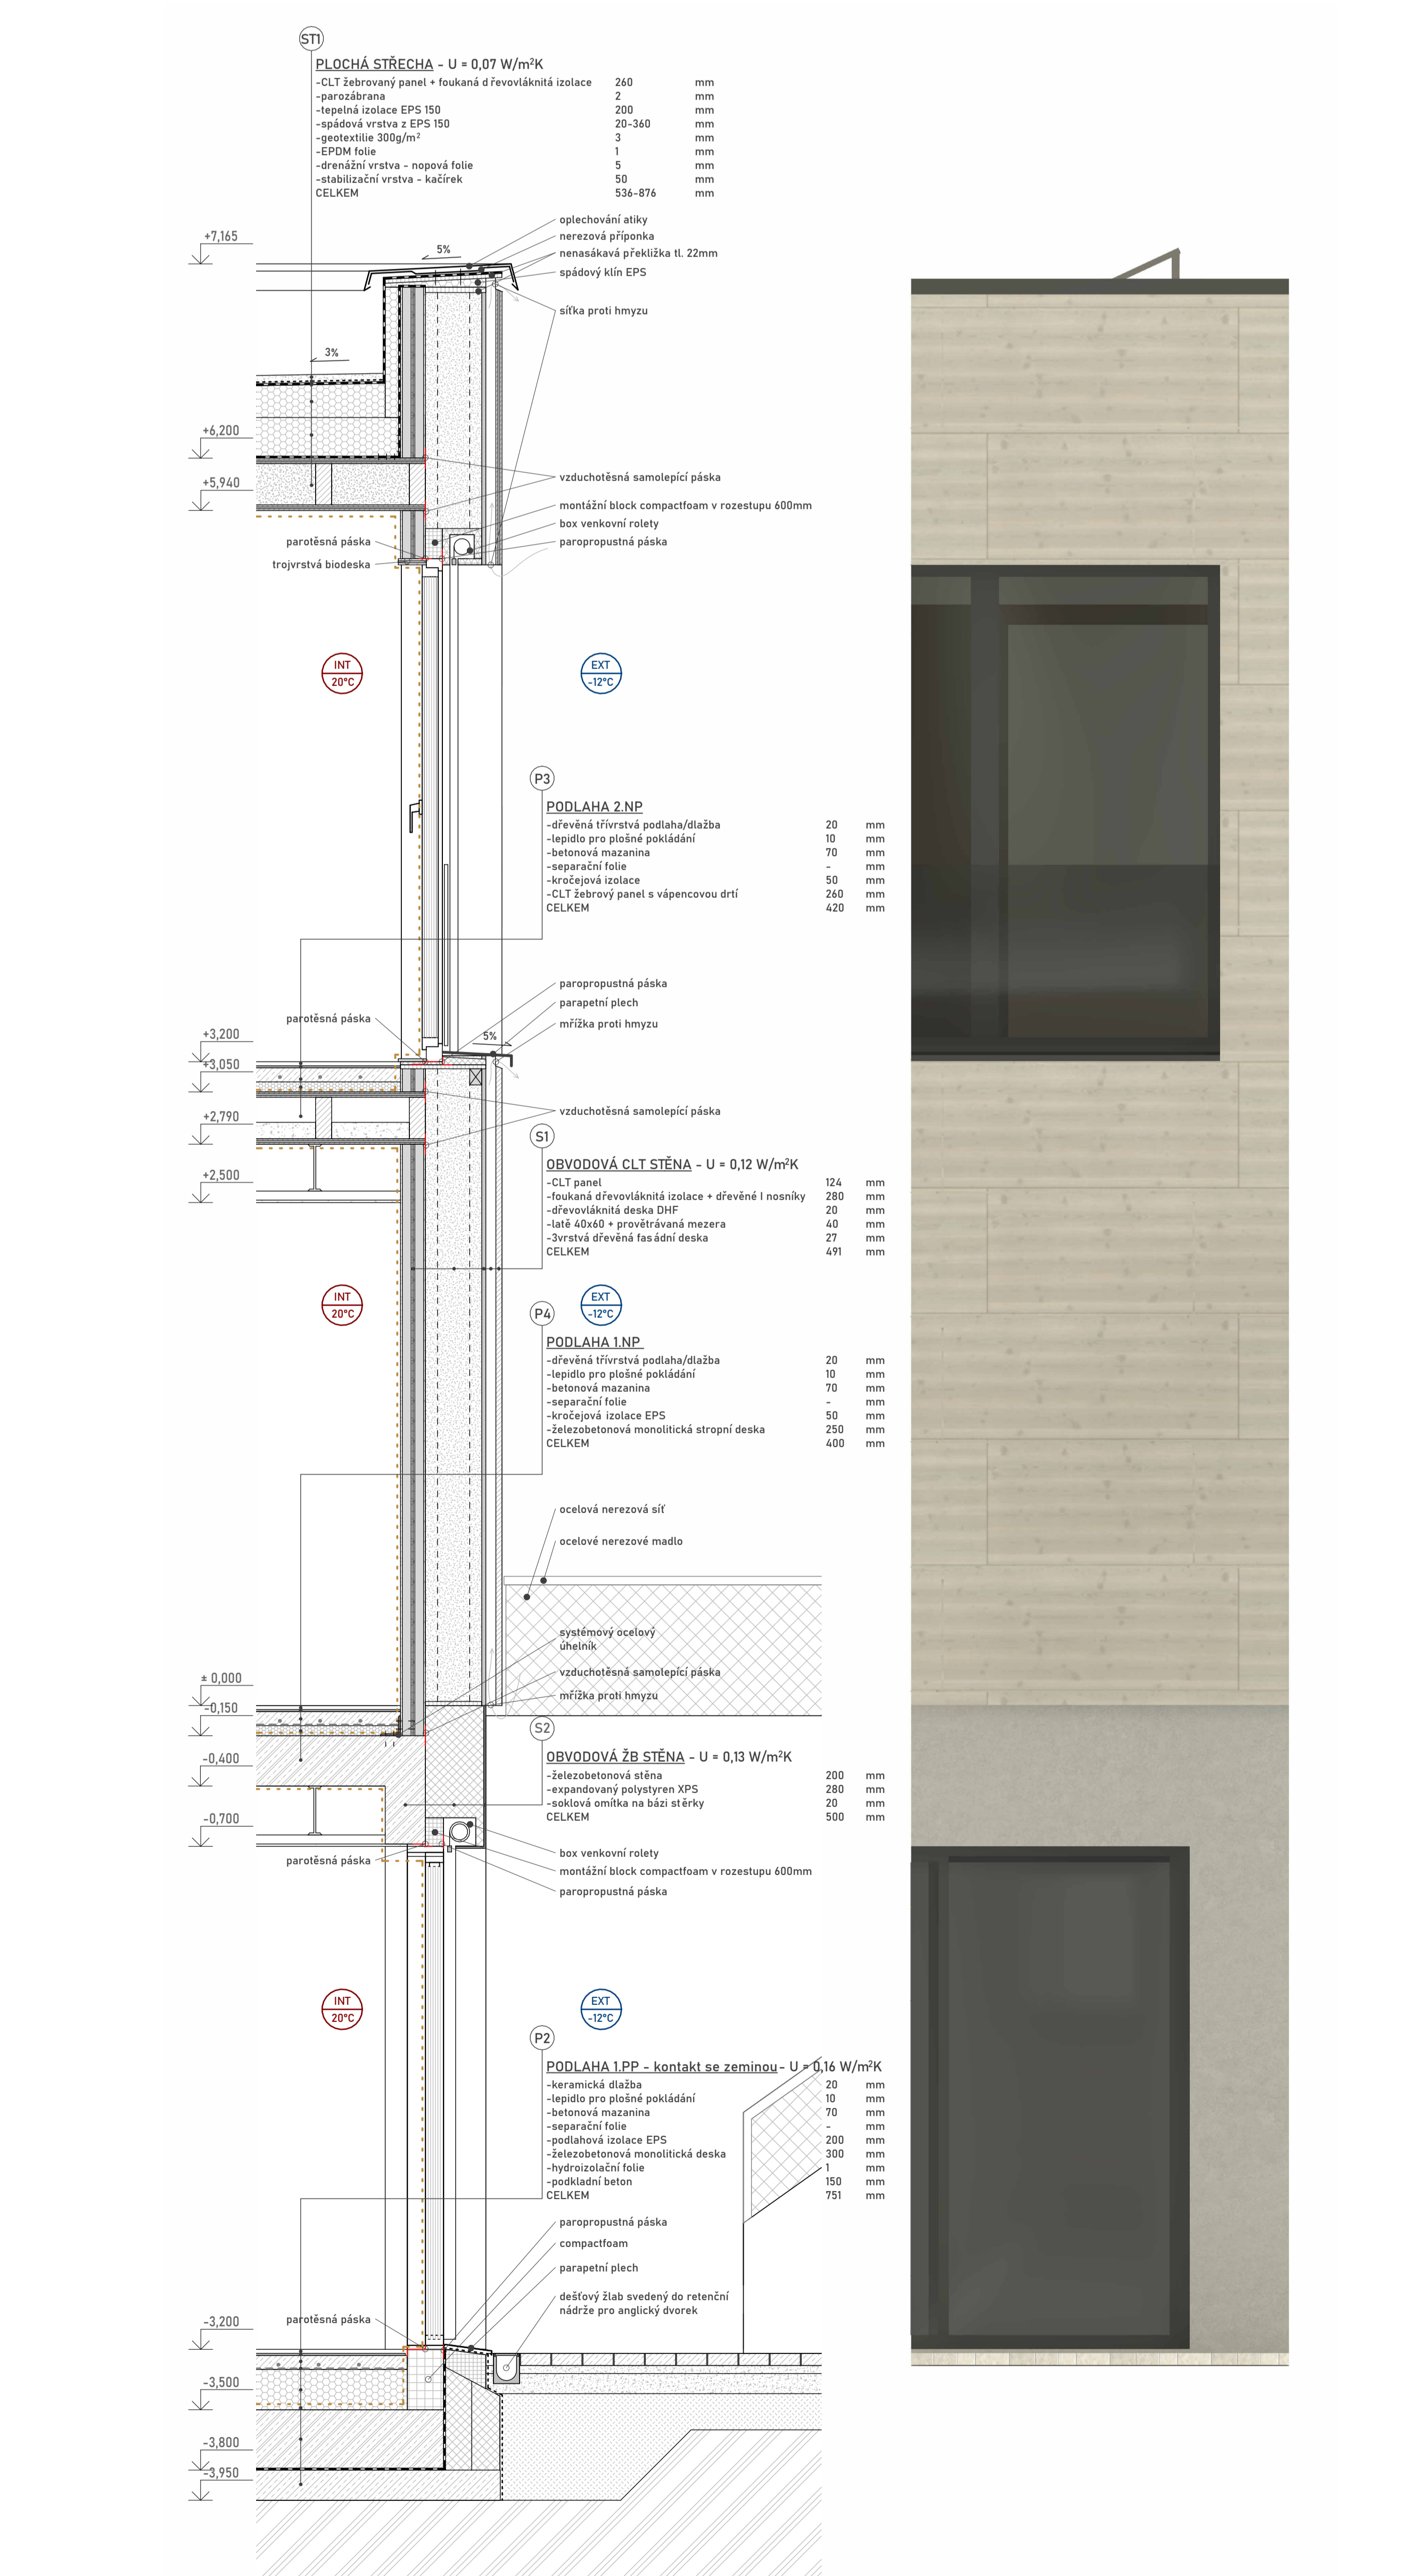 ST1
PLOCHÁ STŘECHA - U = 0,07 W/m²K
-CLT žebrovaný panel + foukaná dřevovláknitá izolace 260 mm
-parozábrana 2 mm
-tepelná izolace EPS 150 200 mm
-spádová vrstva z EPS 150 20-360 mm
-geotextilie 300g/m² 3 mm
-EPDM folie 1 mm
-drenážní vrstva - nopová folie 5 mm
-stabilizační vrstva - kačírek 50 mm
CELKEM 536-876 mm
oplechování atiky
+7,165
nerezová příponka
5%
nenasákavá překližka tl. 22mm
spádový klín EPS
síťka proti hmyzu
3%
+6,200
vzduchotěsná samolepící páska
+5,940
montážní block compactfoam v rozestupu 600mm
box venkovní rolety
parotěsná páska
paropropustná páska
trojvrstvá biodeska
INT
20°C
EXT
-12°C
P3
PODLAHA 2.NP
-dřevěná třívrstvá podlaha/dlažba 20 mm
-lepidlo pro plošné pokládání 10 mm
-betonová mazanina 70 mm
-separační folie - mm
-kročejová izolace 50 mm
-CLT žebrový panel s vápencovou drtí 260 mm
CELKEM 420 mm
paropropustná páska
parapetní plech
parotěsná páska
mřížka proti hmyzu
+3,200
5%
+3,050
vzduchotěsná samolepící páska
+2,790
S1
OBVODOVÁ CLT STĚNA - U = 0,12 W/m²K
+2,500
-CLT panel 124 mm
-foukaná dřevovláknitá izolace + dřevěné I nosníky 280 mm
-dřevovláknitá deska DHF 20 mm
-latě 40x60 + provětrávaná mezera 40 mm
-3vrstvá dřevěná fasádní deska 27 mm
CELKEM 491 mm
INT
20°C
EXT
-12°C
P4
PODLAHA 1.NP
-dřevěná třívrstvá podlaha/dlažba 20 mm
-lepidlo pro plošné pokládání 10 mm
-betonová mazanina 70 mm
-separační folie - mm
-kročejová izolace EPS 50 mm
-železobetonová monolitická stropní deska 250 mm
CELKEM 400 mm
ocelová nerezová síť
ocelové nerezové madlo
systémový ocelový
úhelník
vzduchotěsná samolepící páska
± 0,000
mřížka proti hmyzu
-0,150
S2
-0,400
OBVODOVÁ ŽB STĚNA - U = 0,13 W/m²K
-železobetonová stěna 200 mm
-expandovaný polystyren XPS 280 mm
-soklová omítka na bázi stěrky 20 mm
CELKEM 500 mm
-0,700
box venkovní rolety
parotěsná páska
montážní block compactfoam v rozestupu 600mm
paropropustná páska
INT
20°C
EXT
-12°C
P2
PODLAHA 1.PP - kontakt se zeminou - U = 0,16 W/m²K
-keramická dlažba 20 mm
-lepidlo pro plošné pokládání 10 mm
-betonová mazanina 70 mm
-separační folie - mm
-podlahová izolace EPS 200 mm
-železobetonová monolitická deska 300 mm
-hydroizolační folie 1 mm
-podkladní beton 150 mm
CELKEM 751 mm
paropropustná páska
compactfoam
parapetní plech
dešťový žlab svedený do retenční
nádrže pro anglický dvorek
parotěsná páska
-3,200
-3,500
-3,800
-3,950